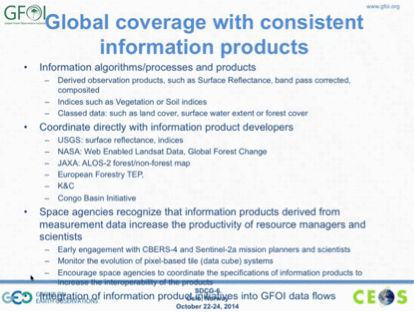 GFOI
www.gfoi.org
Global coverage with consistent
information products
• Information algorithms/processes and products
– Derived observation products, such as Surface Reflectance, band pass corrected,
composited
– Indices such as Vegetation or Soil indices
– Classed data: such as land cover, surface water extent or forest cover
• Coordinate directly with information product developers
– USGS: surface reflectance, indices
– NASA: Web Enabled Landsat Data, Global Forest Change
– JAXA: ALOS-2 forest/non-forest map
– European Forestry TEP,
– K&C
– Congo Basin Initiative
• Space agencies recognize that information products derived from
measurement data increase the productivity of resource managers and
scientists
– Early engagement with CBERS-4 and Sentinel-2a mission planners and scientists
– Monitor the evolution of pixel-based tile (data cube) systems
– Encourage space agencies to coordinate the specifications of information products to
increase the interoperability of the products
• Integration of information product initiatives into GFOI data flows
GEO
EARTH OBSERVATIONS
SDCG-6
October 22-24, 2014
CEOS